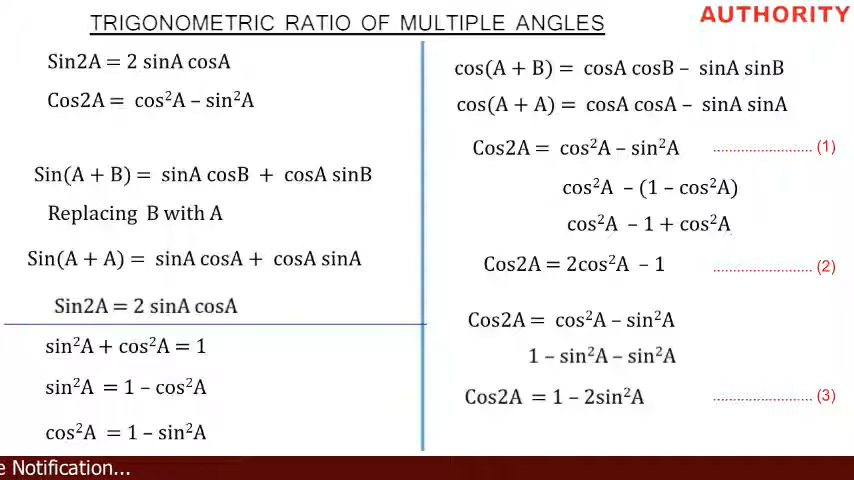 TRIGONOMETRIC RATIO OF MULTIPLE ANGLES
AUTHORITY
Sin2A = 2 sinA cosA
Cos2A = cos²A – sin²A
Sin(A + B) = sinA cosB + cosA sinB
Replacing B with A
Sin(A + A) = sinA cosA + cosA sinA
Sin2A = 2 sinA cosA
sin²A + cos²A = 1
sin²A = 1 – cos²A
cos²A = 1 – sin²A
cos(A + B) = cosA cosB – sinA sinB
cos(A + A) = cosA cosA – sinA sinA
Cos2A = cos²A – sin²A ......................... (1)
cos²A – (1 – cos²A)
cos²A – 1 + cos²A
Cos2A = 2cos²A – 1 ......................... (2)
Cos2A = cos²A – sin²A
1 – sin²A – sin²A
Cos2A = 1 – 2sin²A ......................... (3)
e Notification...